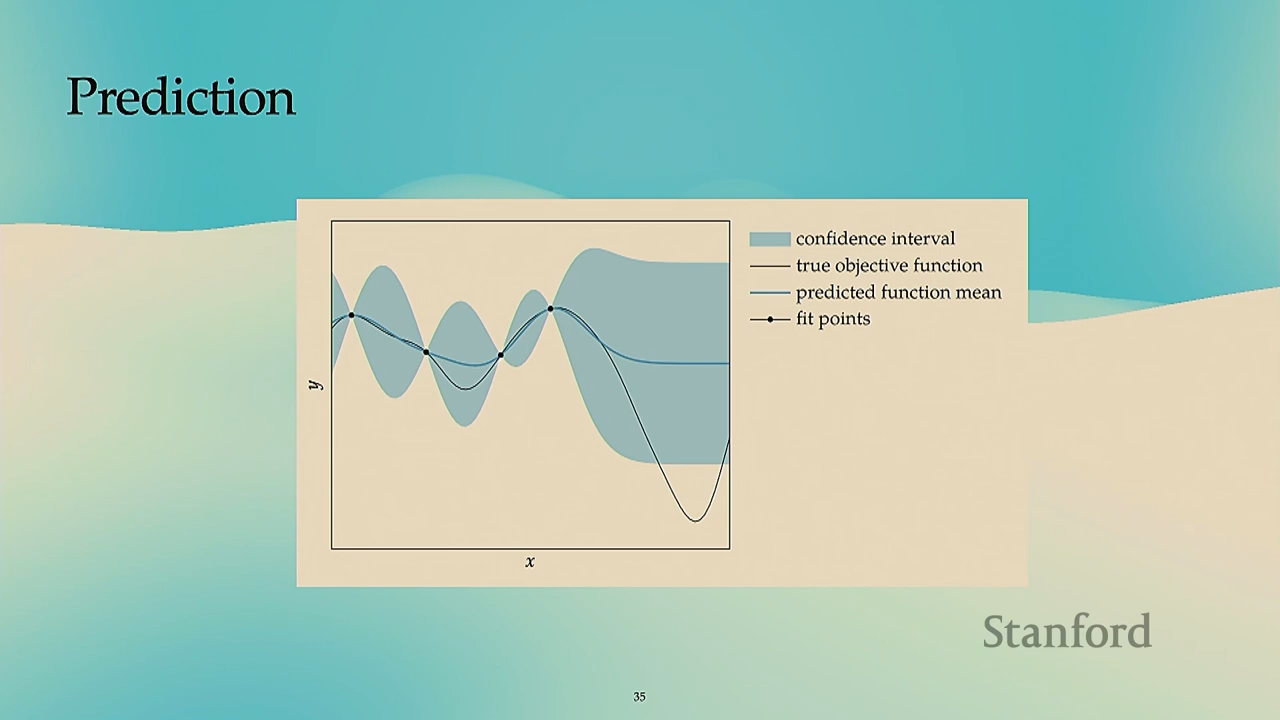 Prediction
confidence interval
true objective function
predicted function mean
fit points
y
x
Stanford
35